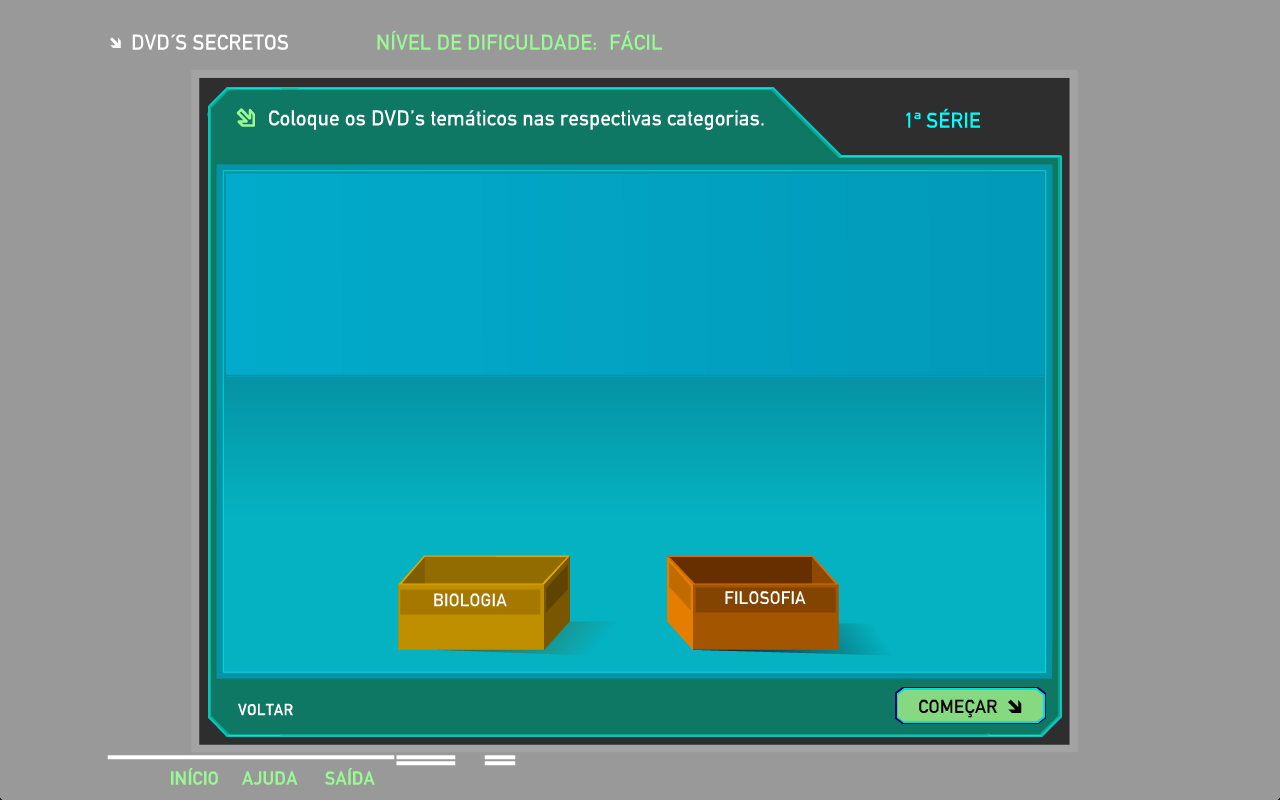 DVD´S SECRETOS
NÍVEL DE DIFICULDADE: FÁCIL
Coloque os DVD's temáticos nas respectivas categorias.
1ª SÉRIE
BIOLOGIA
FILOSOFIA
VOLTAR
COMEÇAR
INÍCIO AJUDA SAÍDA